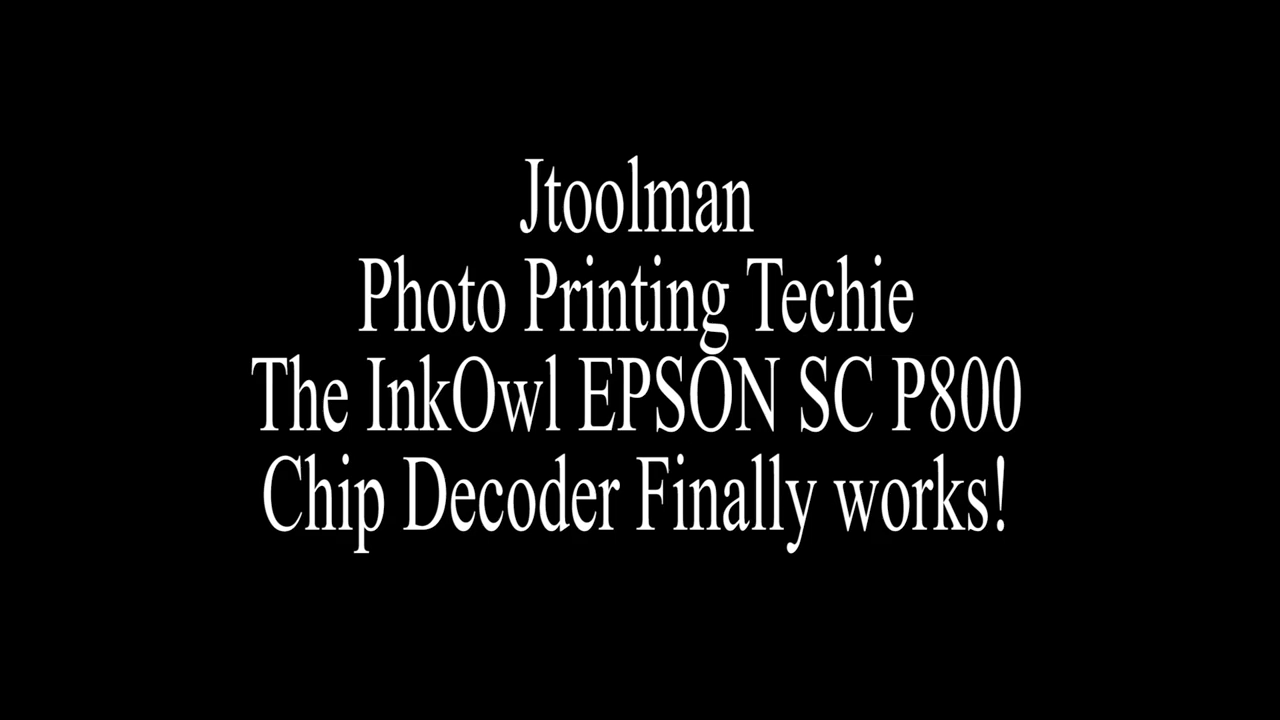 Jtoolman
Photo Printing Techie
The InkOwl EPSON SC P800
Chip Decoder Finally works!